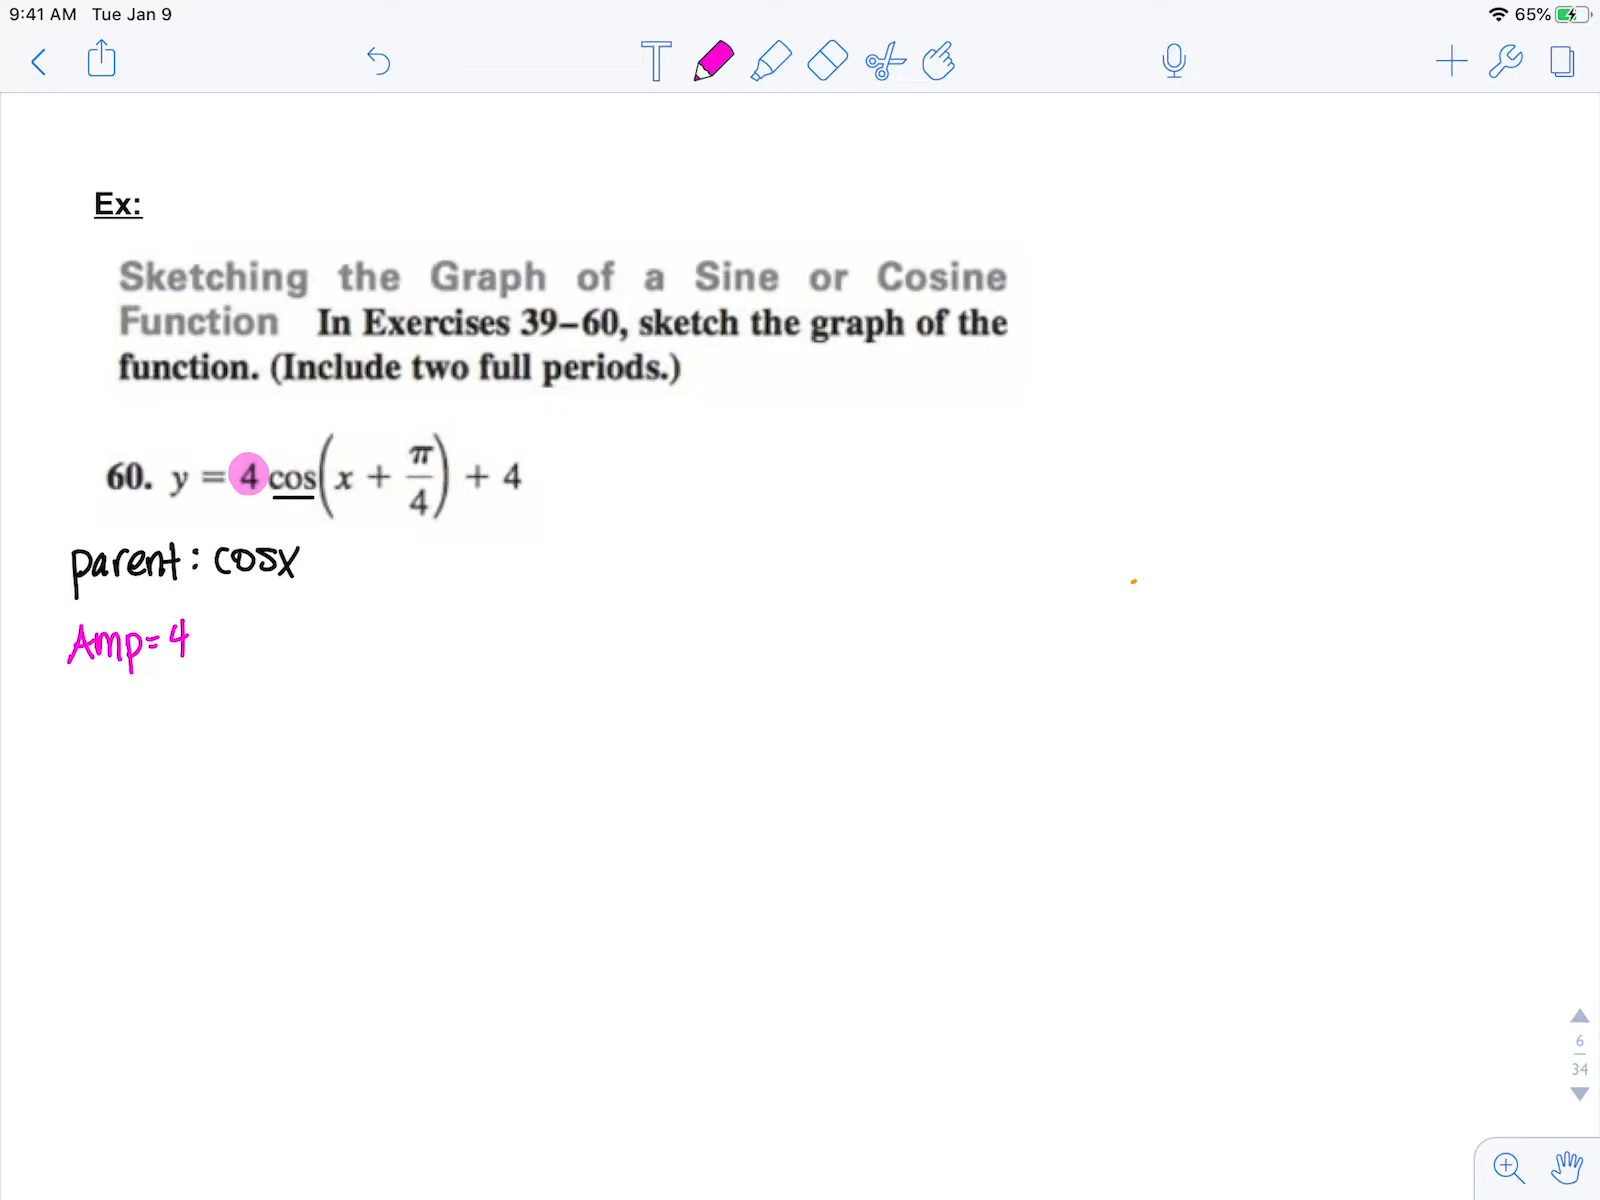 9:41 AM Tue Jan 9
65%
T
Ex:
Sketching the Graph of a Sine or Cosine
Function In Exercises 39–60, sketch the graph of the
function. (Include two full periods.)
60. y = 4 cos(x + π/4) + 4
parent: cosx
Amp=4
6
34